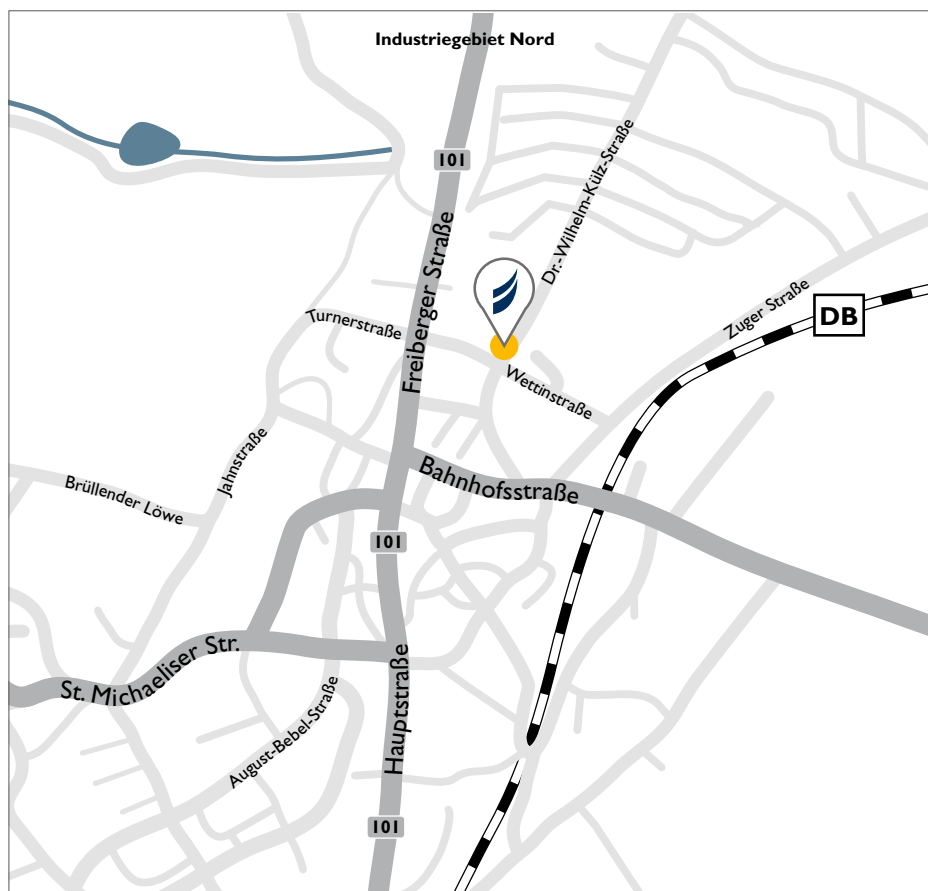 Industriegebiet Nord
101
Dr.-Wilhelm-Külz-Straße
Freiberger Straße
Zuger Straße
DB
Turnerstraße
Wettinstraße
Jahnstraße
Bahnhofsstraße
Brüllender Löwe
101
St. Michaeliser Str.
Hauptstraße
August-Bebel-Straße
101